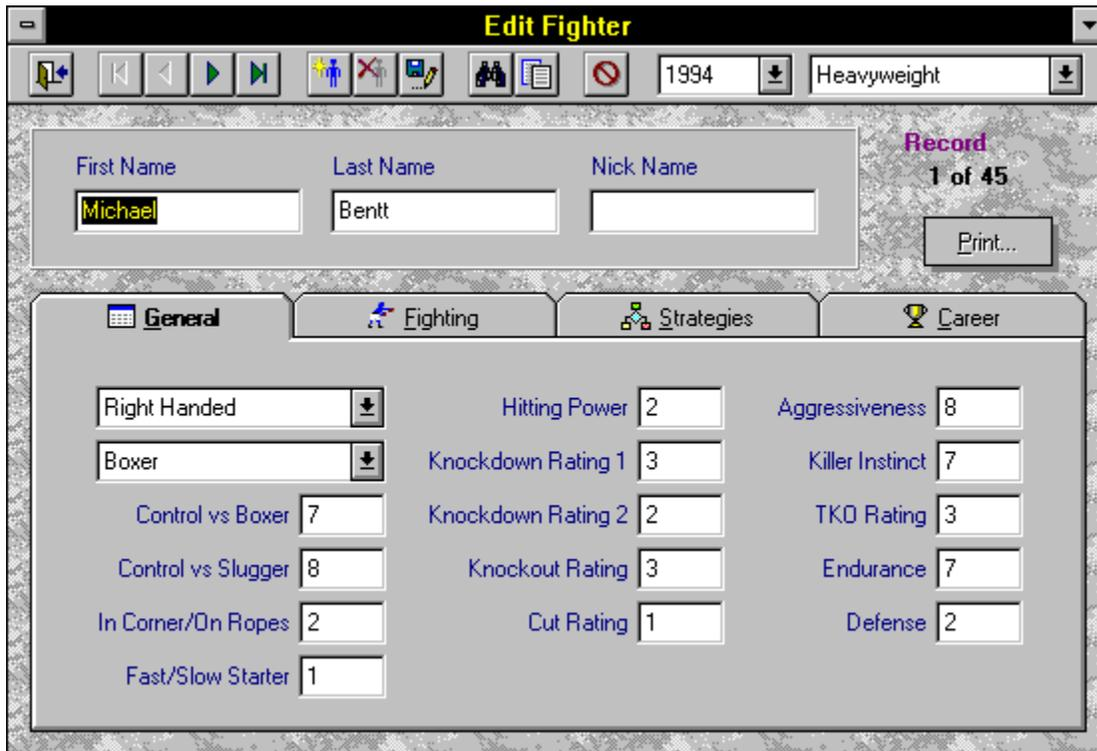 Edit Fighter
1994 Heavyweight
Record
1 of 45
First Name Last Name Nick Name
Michael Bentt
Print...
General Fighting Strategies Career
Right Handed Hitting Power 2 Aggressiveness 8
Boxer Knockdown Rating 1 3 Killer Instinct 7
Control vs Boxer 7 Knockdown Rating 2 2 TKO Rating 3
Control vs Slugger 8 Knockout Rating 3 Endurance 7
In Corner/On Ropes 2 Cut Rating 1 Defense 2
Fast/Slow Starter 1